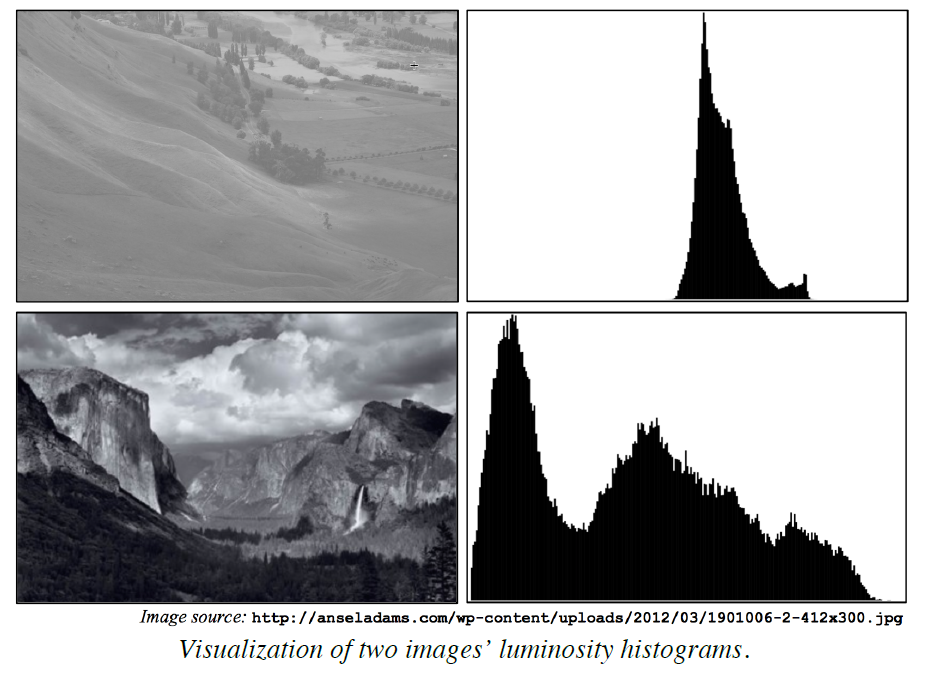 Image source: http://anseladams.com/wp-content/uploads/2012/03/1901006-2-412x300.jpg
Visualization of two images’ luminosity histograms.